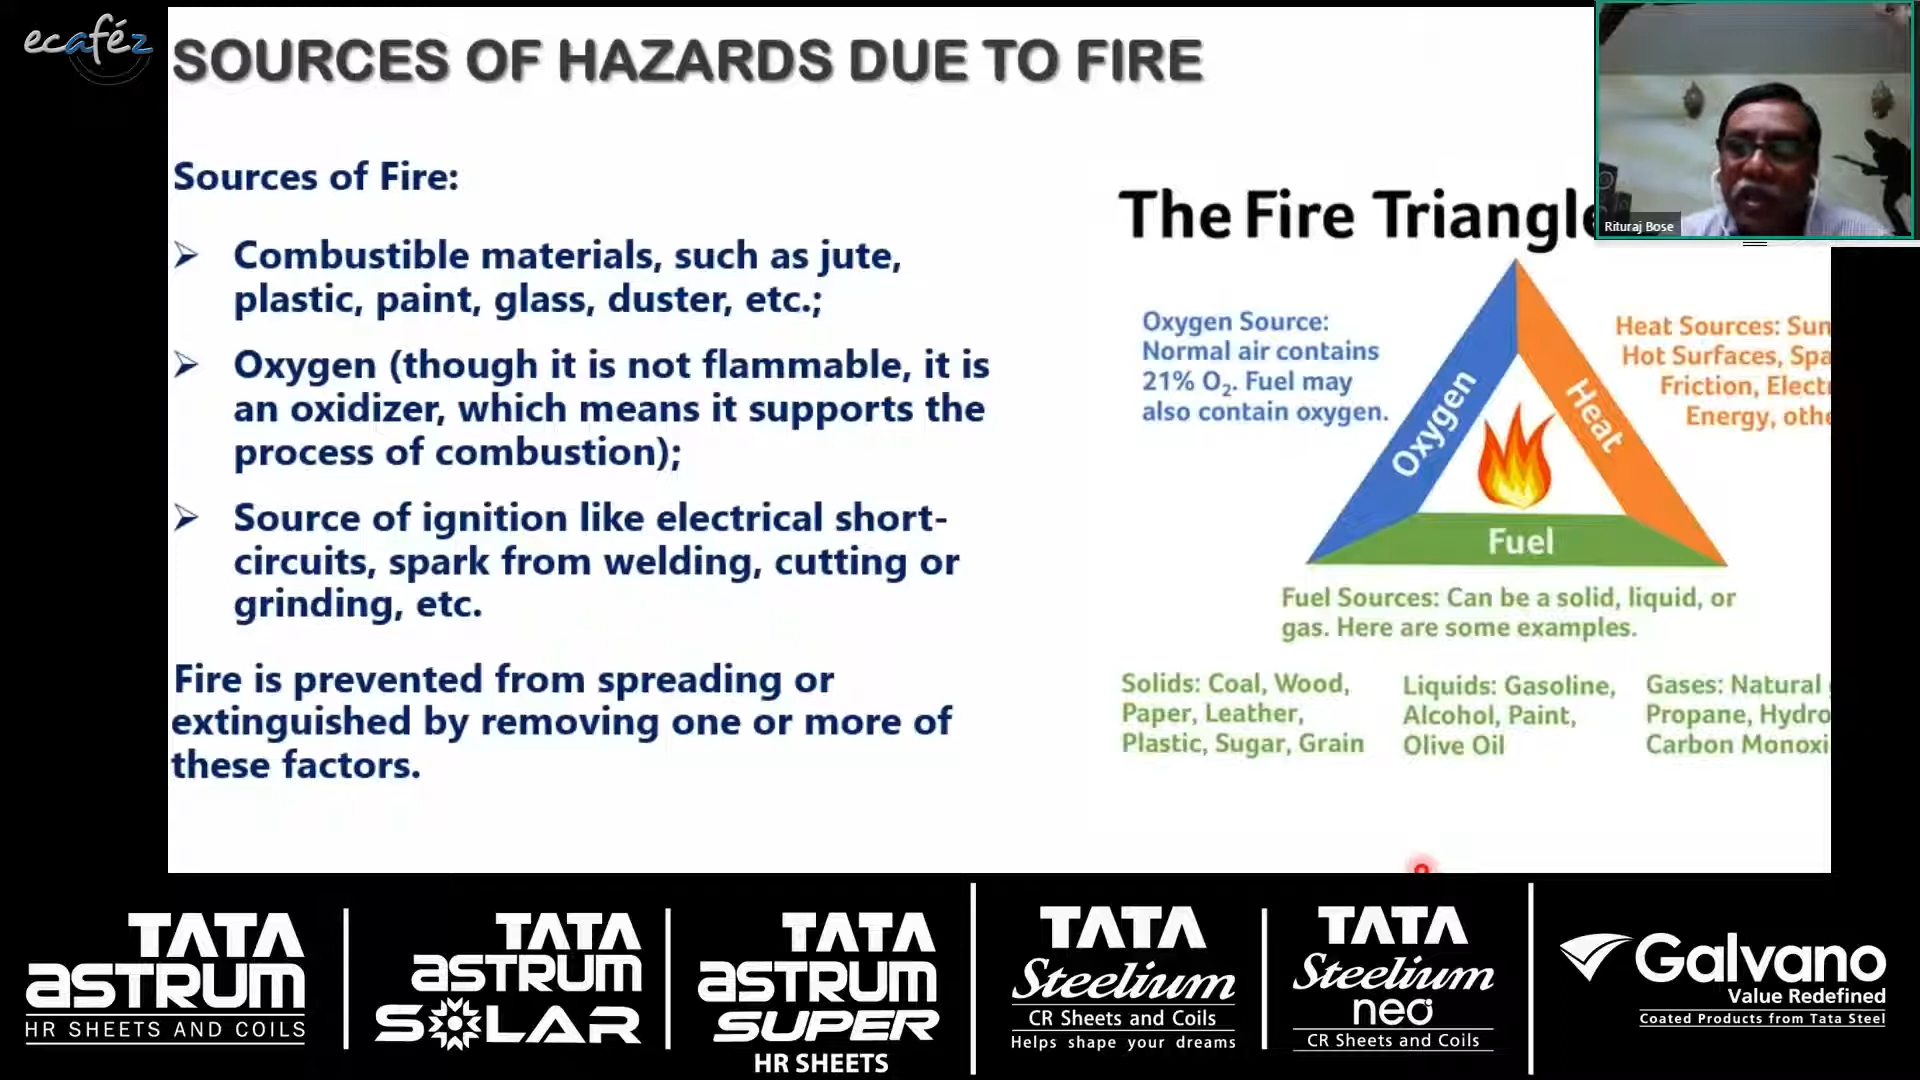 ecaféz
SOURCES OF HAZARDS DUE TO FIRE
Rituraj Bose
Sources of Fire:
Combustible materials, such as jute,
plastic, paint, glass, duster, etc.;
Oxygen (though it is not flammable, it is
an oxidizer, which means it supports the
process of combustion);
Source of ignition like electrical short-
circuits, spark from welding, cutting or
grinding, etc.
Fire is prevented from spreading or
extinguished by removing one or more of
these factors.
The Fire Triangle
Oxygen Source:
Normal air contains
21% O₂. Fuel may
also contain oxygen.
Heat Sources: Sun
Hot Surfaces, Spa
Friction, Electr
Energy, othe
Oxygen
Heat
Fuel
Fuel Sources: Can be a solid, liquid, or
gas. Here are some examples.
Solids: Coal, Wood,
Paper, Leather,
Plastic, Sugar, Grain
Liquids: Gasoline,
Alcohol, Paint,
Olive Oil
Gases: Natural
Propane, Hydro
Carbon Monoxi
TATA
ASTRUM
HR SHEETS AND COILS
TATA
ASTRUM
SOLAR
TATA
ASTRUM
SUPER
HR SHEETS
TATA
Steelium
CR Sheets and Coils
Helps shape your dreams
TATA
Steelium
neo
CR Sheets and Coils
Galvano
Value Redefined
Coated Products from Tata Steel